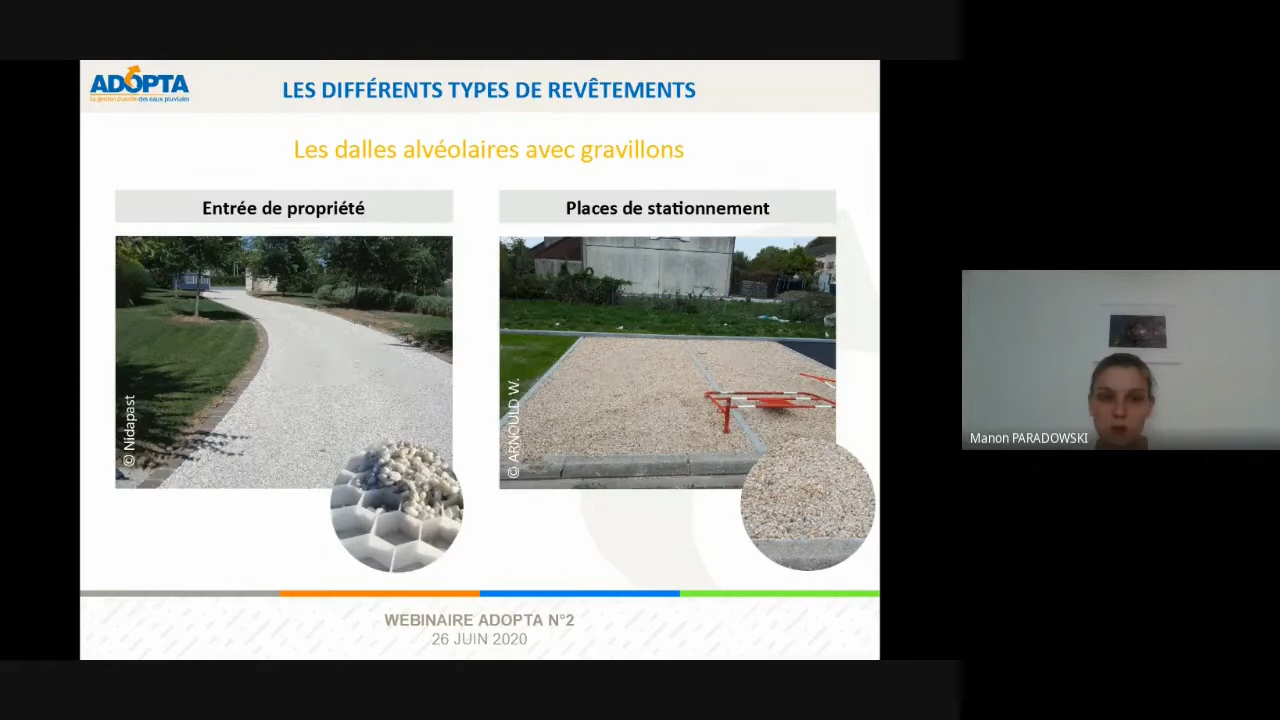 ADOPTA
la gestion durable des eaux pluviales
LES DIFFÉRENTS TYPES DE REVÊTEMENTS
Les dalles alvéolaires avec gravillons
Entrée de propriété
Places de stationnement
© Nidapast
© ARNOULD W.
Manon PARADOWSKI
WEBINAIRE ADOPTA N°2
26 JUIN 2020